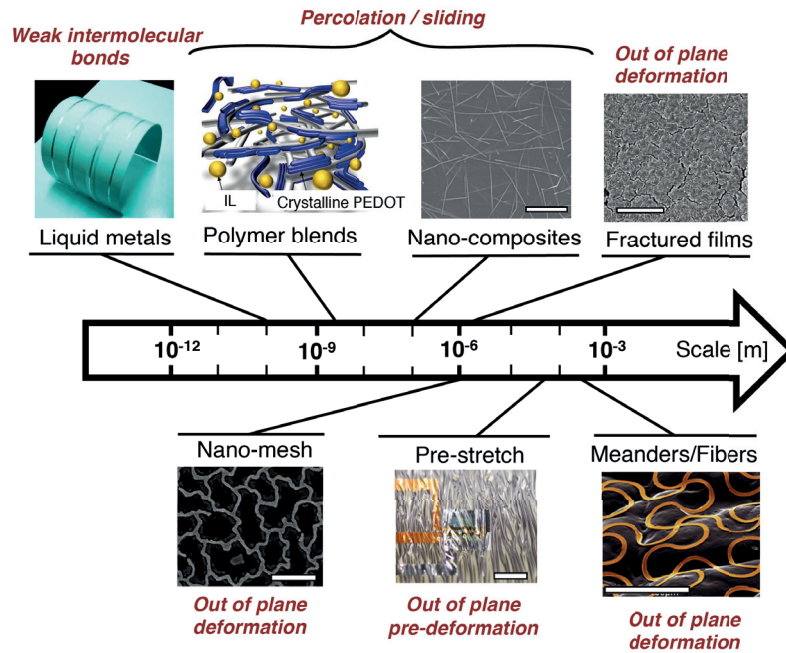 Percolation / sliding
Weak intermolecular
bonds
Out of plane
deformation
IL
Crystalline PEDOT
Liquid metals
Polymer blends
Nano-composites
Fractured films
10-12
10-9
10-6
10-3
Scale [m]
Nano-mesh
Pre-stretch
Meanders/Fibers
Out of plane
deformation
Out of plane
pre-deformation
Out of plane
deformation